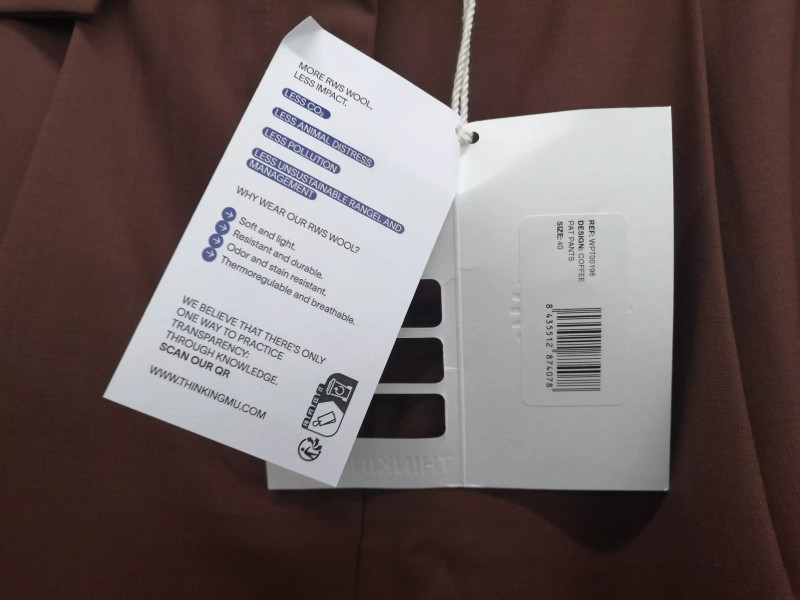 MORE RWS WOOL,
LESS IMPACT.
LESS CO₂
LESS ANIMAL DISTRESS
LESS POLLUTION
LESS UNSUSTAINABLE RANGEL AND
MANAGEMENT
WHY WEAR OUR RWS WOOL?
Soft and light.
Resistant and durable.
Odor and stain resistant.
Thermoregulable and breathable.
WE BELIEVE THAT THERE'S ONLY
ONE WAY TO PRACTICE
TRANSPARENCY:
THROUGH KNOWLEDGE.
SCAN OUR QR
WWW.THINKINGMU.COM
REF: WPT00196
DESIGN: COFFEE
PAT PANTS
SIZE: 40
8 435512 874078
THINKIN